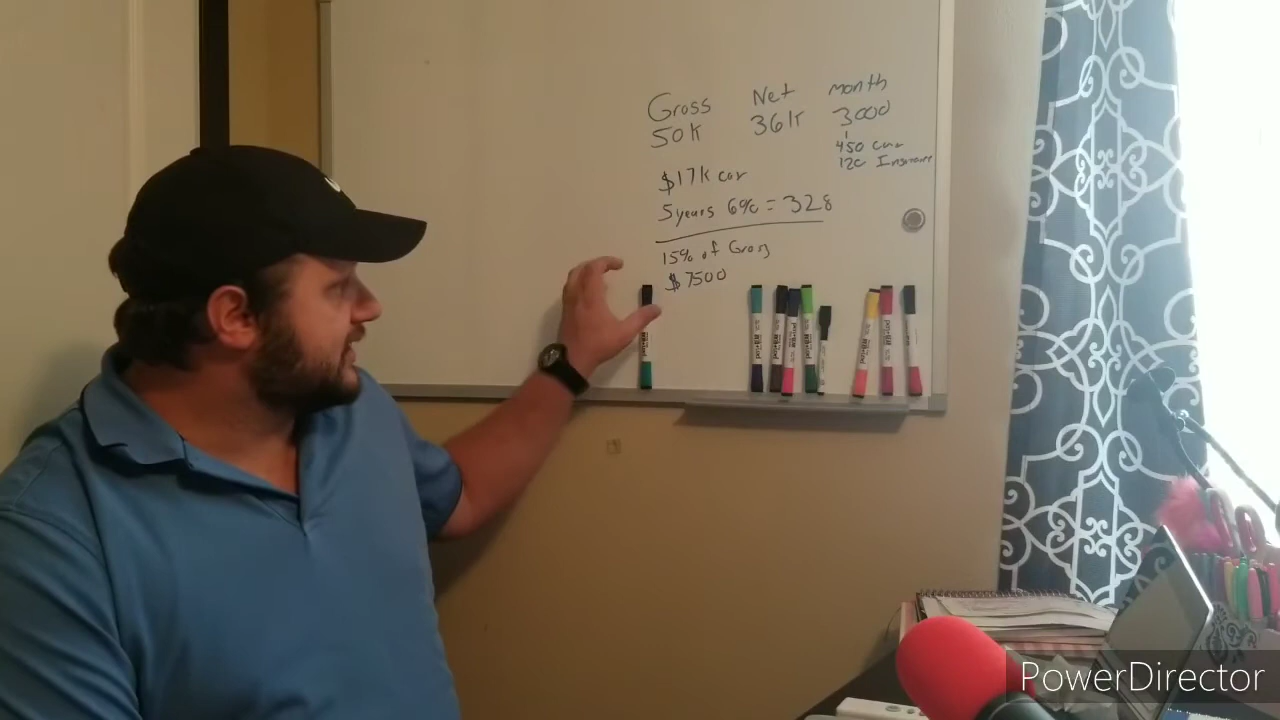 Gross Net month
50K 36K 3000
450 Car
120 Insurance
$17K car
5years 6% = 328
15% of Gross
$7500
PowerDirector